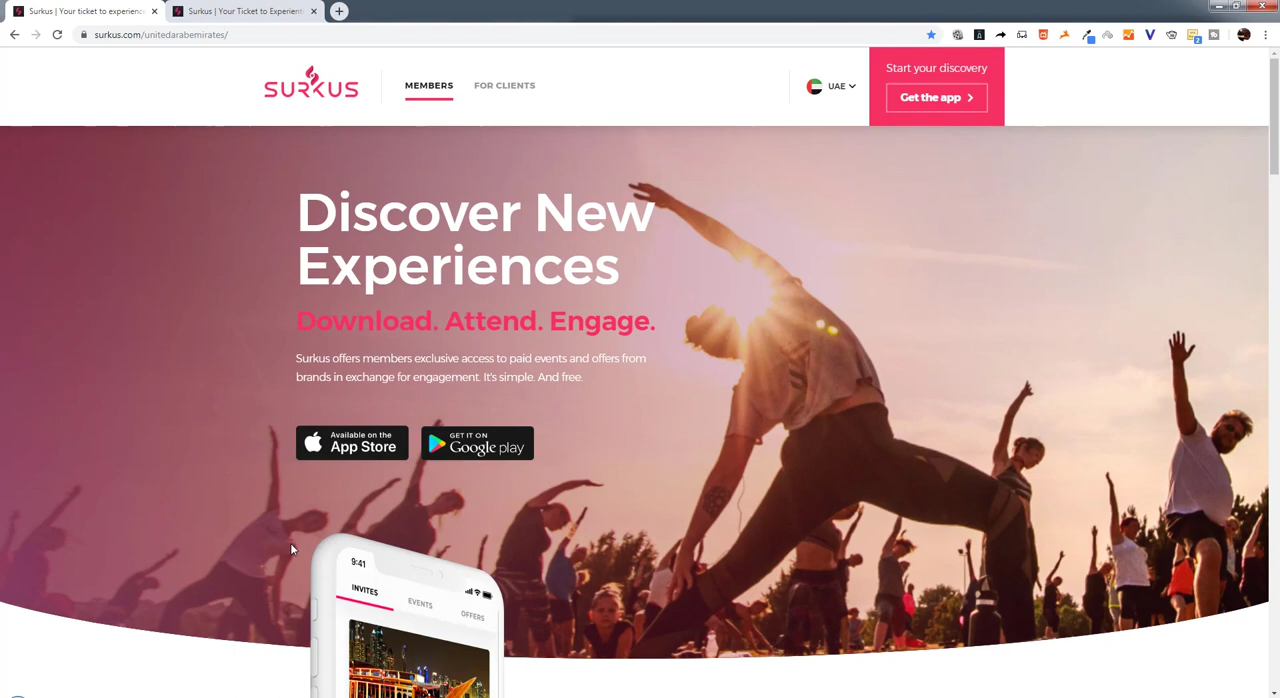 Surkus | Your ticket to experience
Surkus | Your Ticket to Experienti
surkus.com/unitedarabemirates/
2
SURKUS
MEMBERS
FOR CLIENTS
UAE
Start your discovery
Get the app
Discover New
Experiences
Download. Attend. Engage.
Surkus offers members exclusive access to paid events and offers from
brands in exchange for engagement. It's simple. And free.
Available on the
App Store
GET IT ON
Google play
9:41
INVITES
EVENTS
OFFERS